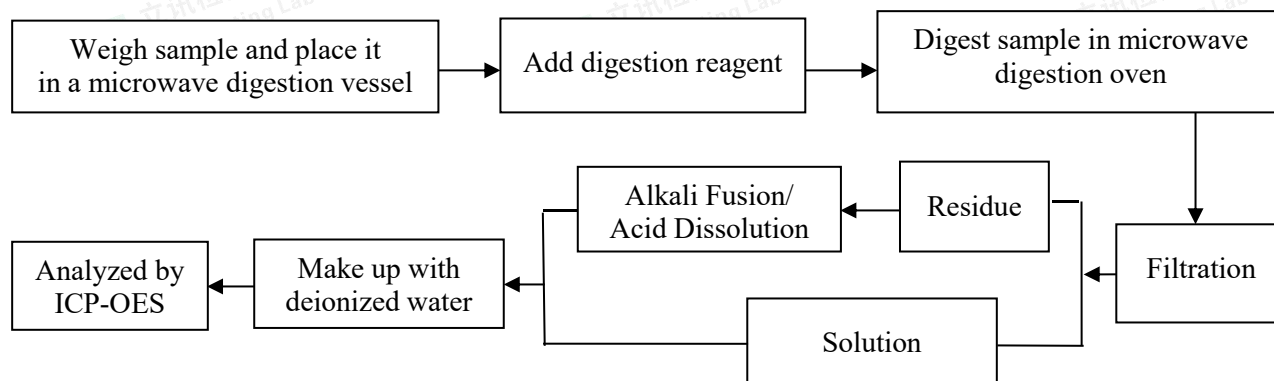 Weigh sample and place it
in a microwave digestion vessel
Add digestion reagent
Digest sample in microwave
digestion oven
Filtration
Residue
Alkali Fusion/
Acid Dissolution
Solution
Make up with
deionized water
Analyzed by
ICP-OES